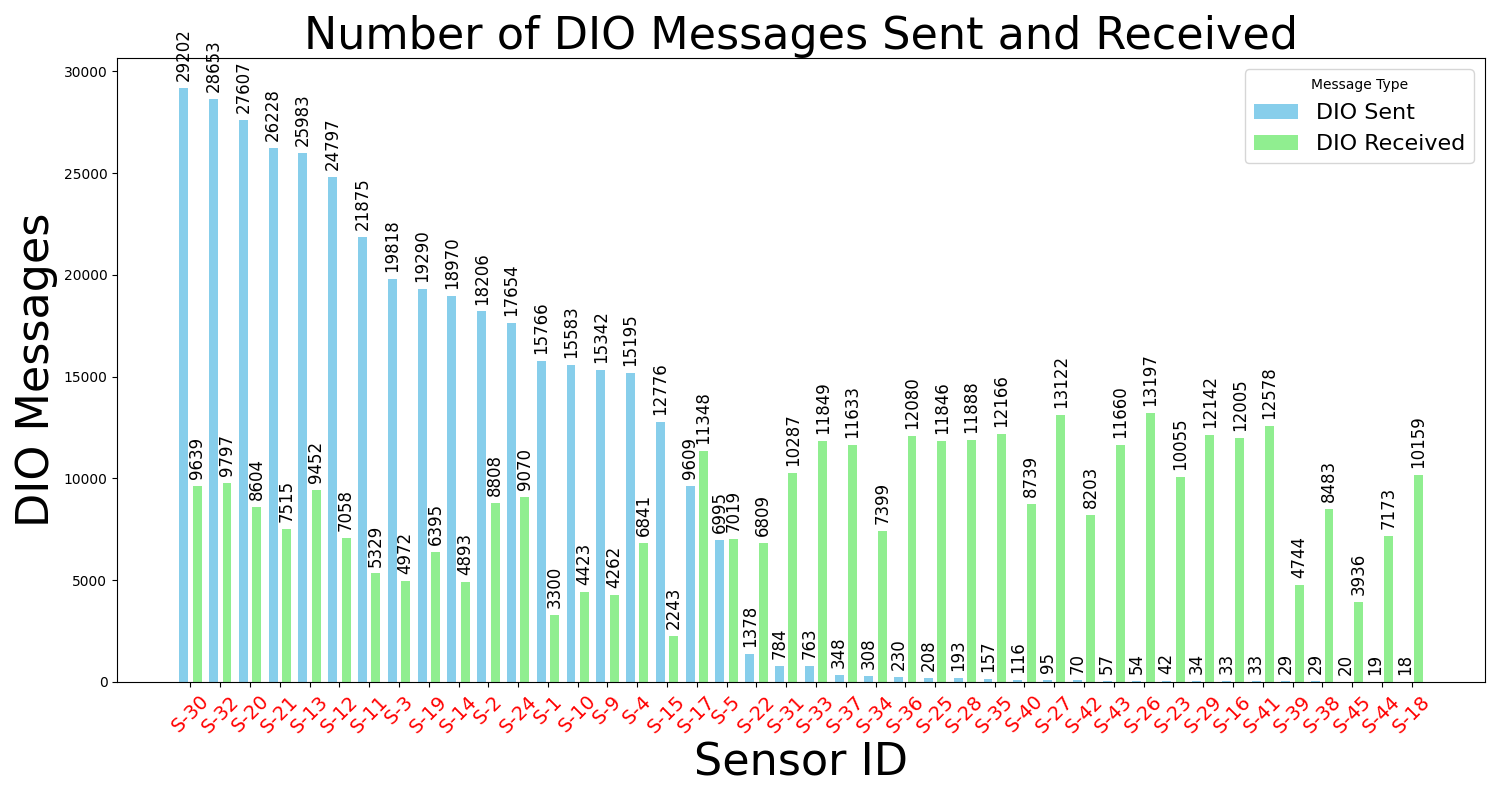 Number of DIO Messages Sent and Received
DIO Messages
30000
25000
20000
15000
10000
5000
0
Message Type
DIO Sent
DIO Received
29202
9639
28653
9797
27607
8604
26228
7515
25983
9452
24797
7058
21875
5329
19818
4972
19290
6395
18970
4893
18206
8808
17654
9070
15766
3300
15583
4423
15342
4262
15195
6841
12776
2243
9609
11348
6995
7019
1378
6809
784
10287
763
11849
348
11633
308
7399
230
12080
208
11846
193
11888
157
12166
116
8739
95
13122
70
8203
57
11660
54
13197
42
10055
34
12142
33
12005
33
12578
29
4744
29
8483
20
3936
19
7173
18
10159
S-30
S-32
S-20
S-21
S-13
S-12
S-11
S-3
S-19
S-14
S-2
S-24
S-1
S-10
S-9
S-4
S-15
S-17
S-5
S-22
S-31
S-33
S-37
S-34
S-36
S-25
S-28
S-35
S-40
S-27
S-42
S-43
S-26
S-23
S-29
S-16
S-41
S-39
S-38
S-45
S-44
S-18
Sensor ID